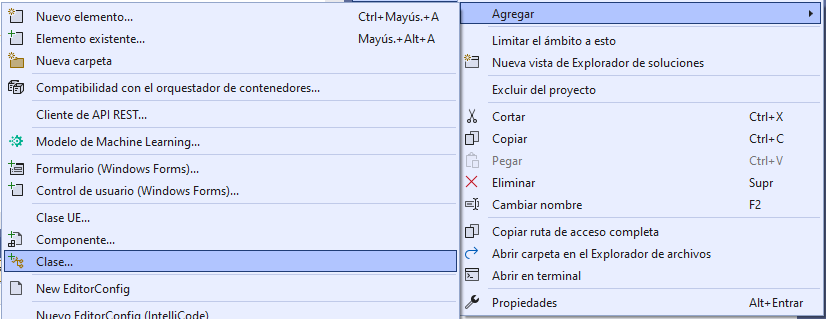 Nuevo elemento... Ctrl+Mayús.+A
Elemento existente... Mayús.+Alt+A
Nueva carpeta
Compatibilidad con el orquestador de contenedores...
Cliente de API REST...
Modelo de Machine Learning...
Formulario (Windows Forms)...
Control de usuario (Windows Forms)...
Clase UE...
Componente...
Clase...
New EditorConfig
Nuevo EditorConfig (IntelliCode)
Agregar
Limitar el ámbito a esto
Nueva vista de Explorador de soluciones
Excluir del proyecto
Cortar Ctrl+X
Copiar Ctrl+C
Pegar Ctrl+V
Eliminar Supr
Cambiar nombre F2
Copiar ruta de acceso completa
Abrir carpeta en el Explorador de archivos
Abrir en terminal
Propiedades Alt+Entrar